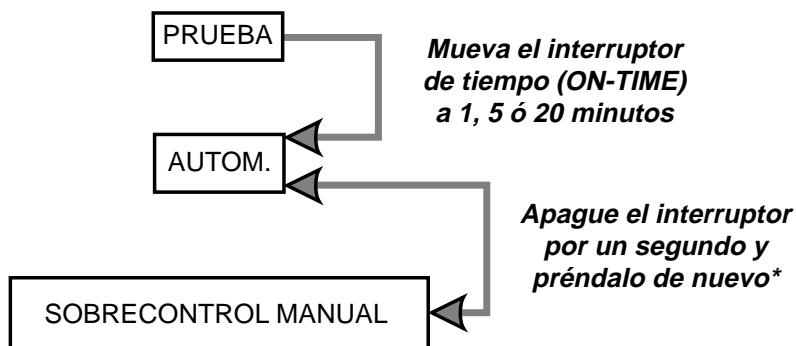 PRUEBA
Mueva el interruptor
de tiempo (ON-TIME)
a 1, 5 ó 20 minutos
AUTOM.
Apague el interruptor
por un segundo y
préndalo de nuevo*
SOBRECONTROL MANUAL